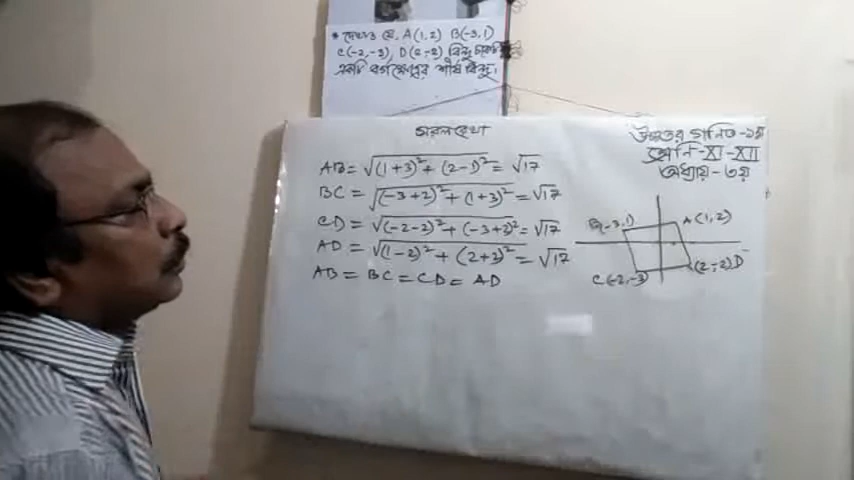 * দেখাও যে, A(1,2) B(-3,1)
C(-2,-3), D(2,-2) বিন্দু চারটি
একটি বর্গক্ষেত্রের শীর্ষ বিন্দু।
সরলরেখা
উচ্চতর গণিত-১ম
শ্রেণি-XI-XII
অধ্যায়-৩য়
AB = √(1+3)² + (2-1)² = √17
BC = √(-3+2)² + (1+3)² = √17
CD = √(-2-2)² + (-3+2)² = √17
AD = √(1-2)² + (2+2)² = √17
AB = BC = CD = AD
B(-3,1)
A(1,2)
C(-2,-3)
(2,-2)D